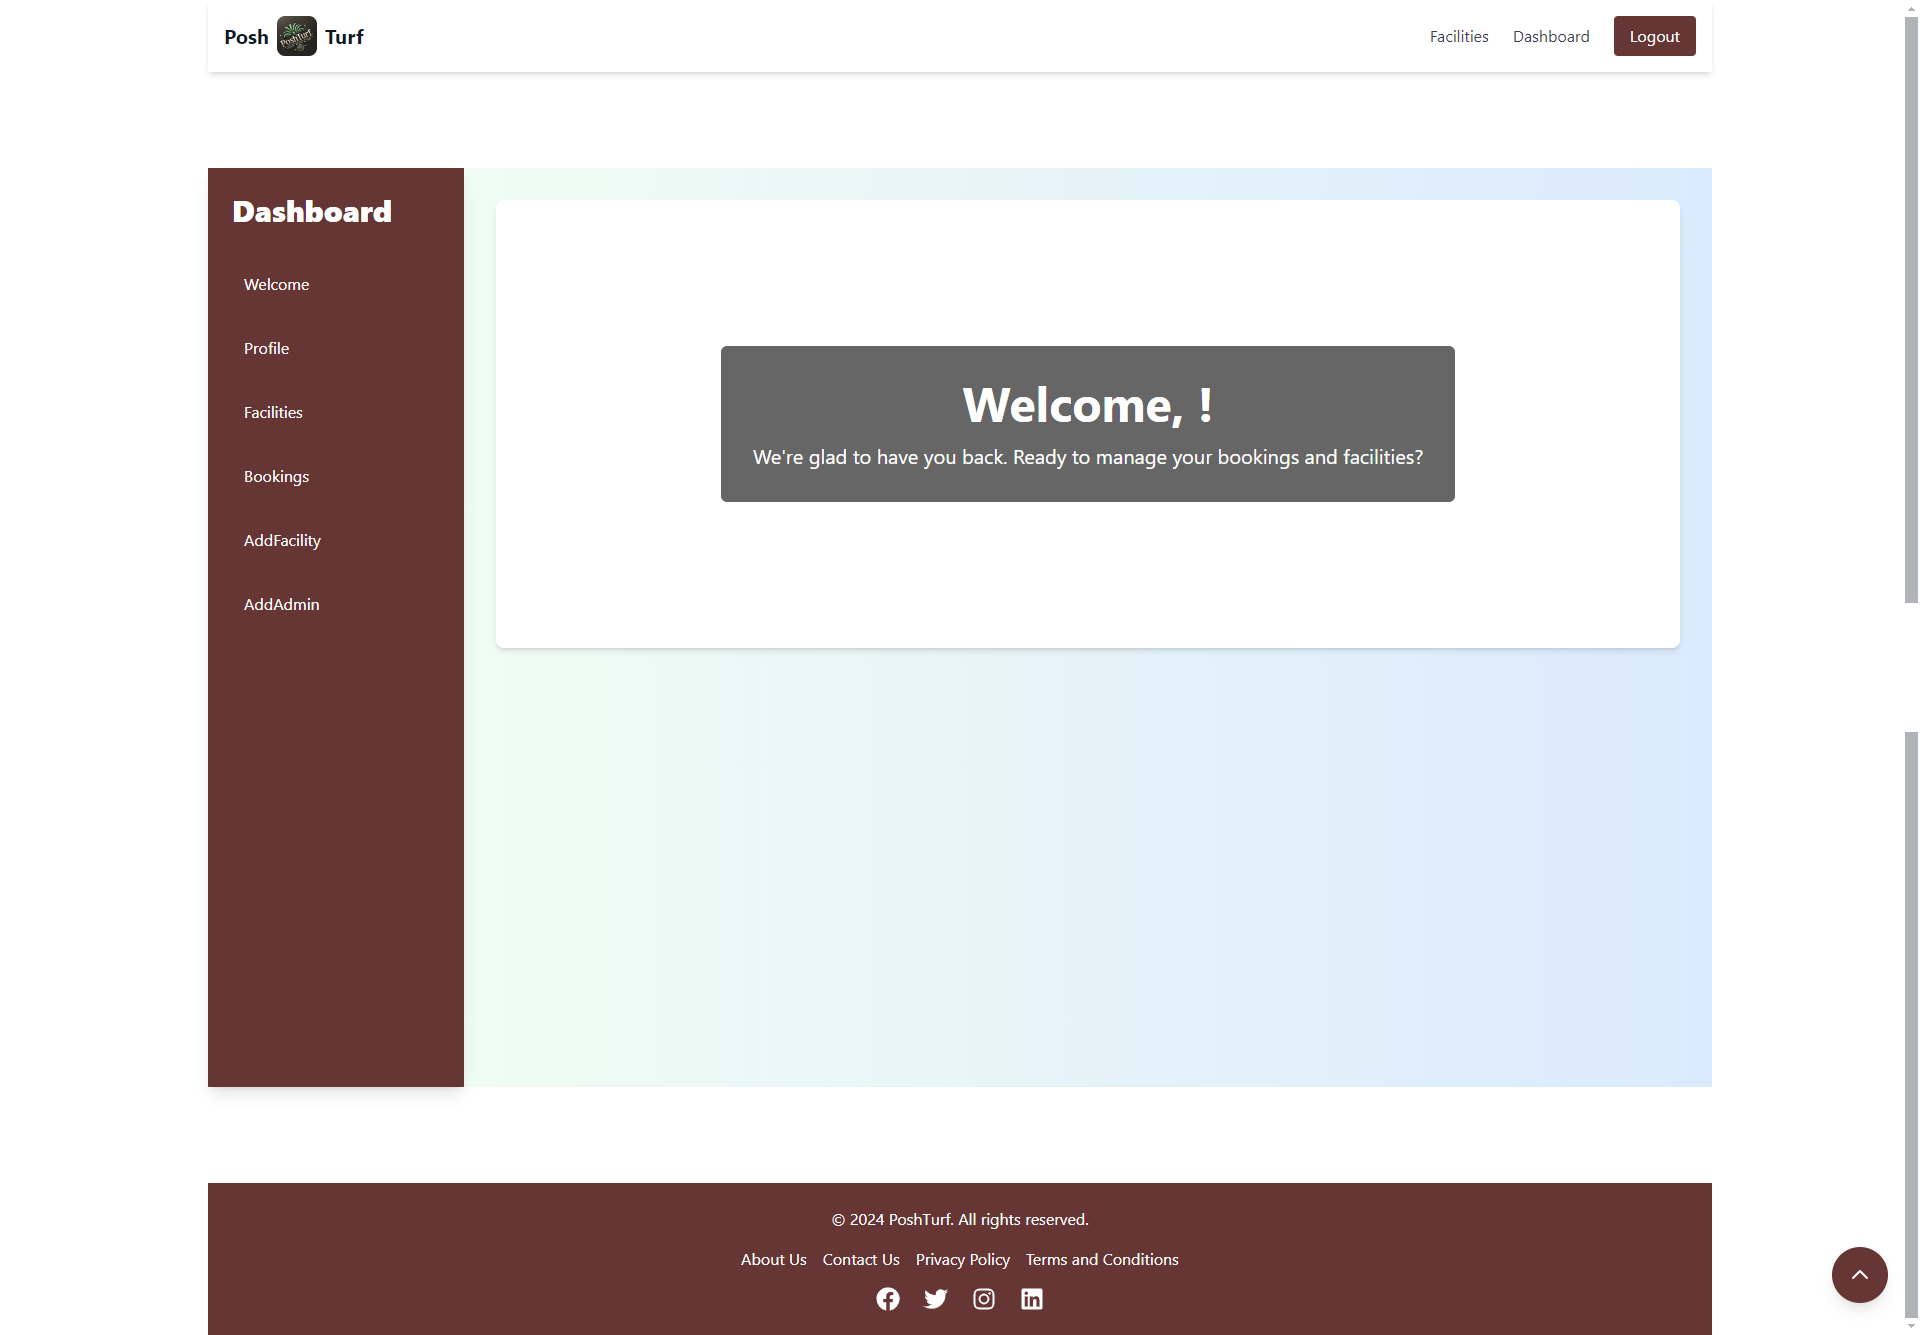 Posh PoshTurf Turf
Facilities Dashboard Logout
Dashboard
Welcome
Profile
Facilities
Bookings
AddFacility
AddAdmin
Welcome, !
We're glad to have you back. Ready to manage your bookings and facilities?
© 2024 PoshTurf. All rights reserved.
About Us Contact Us Privacy Policy Terms and Conditions